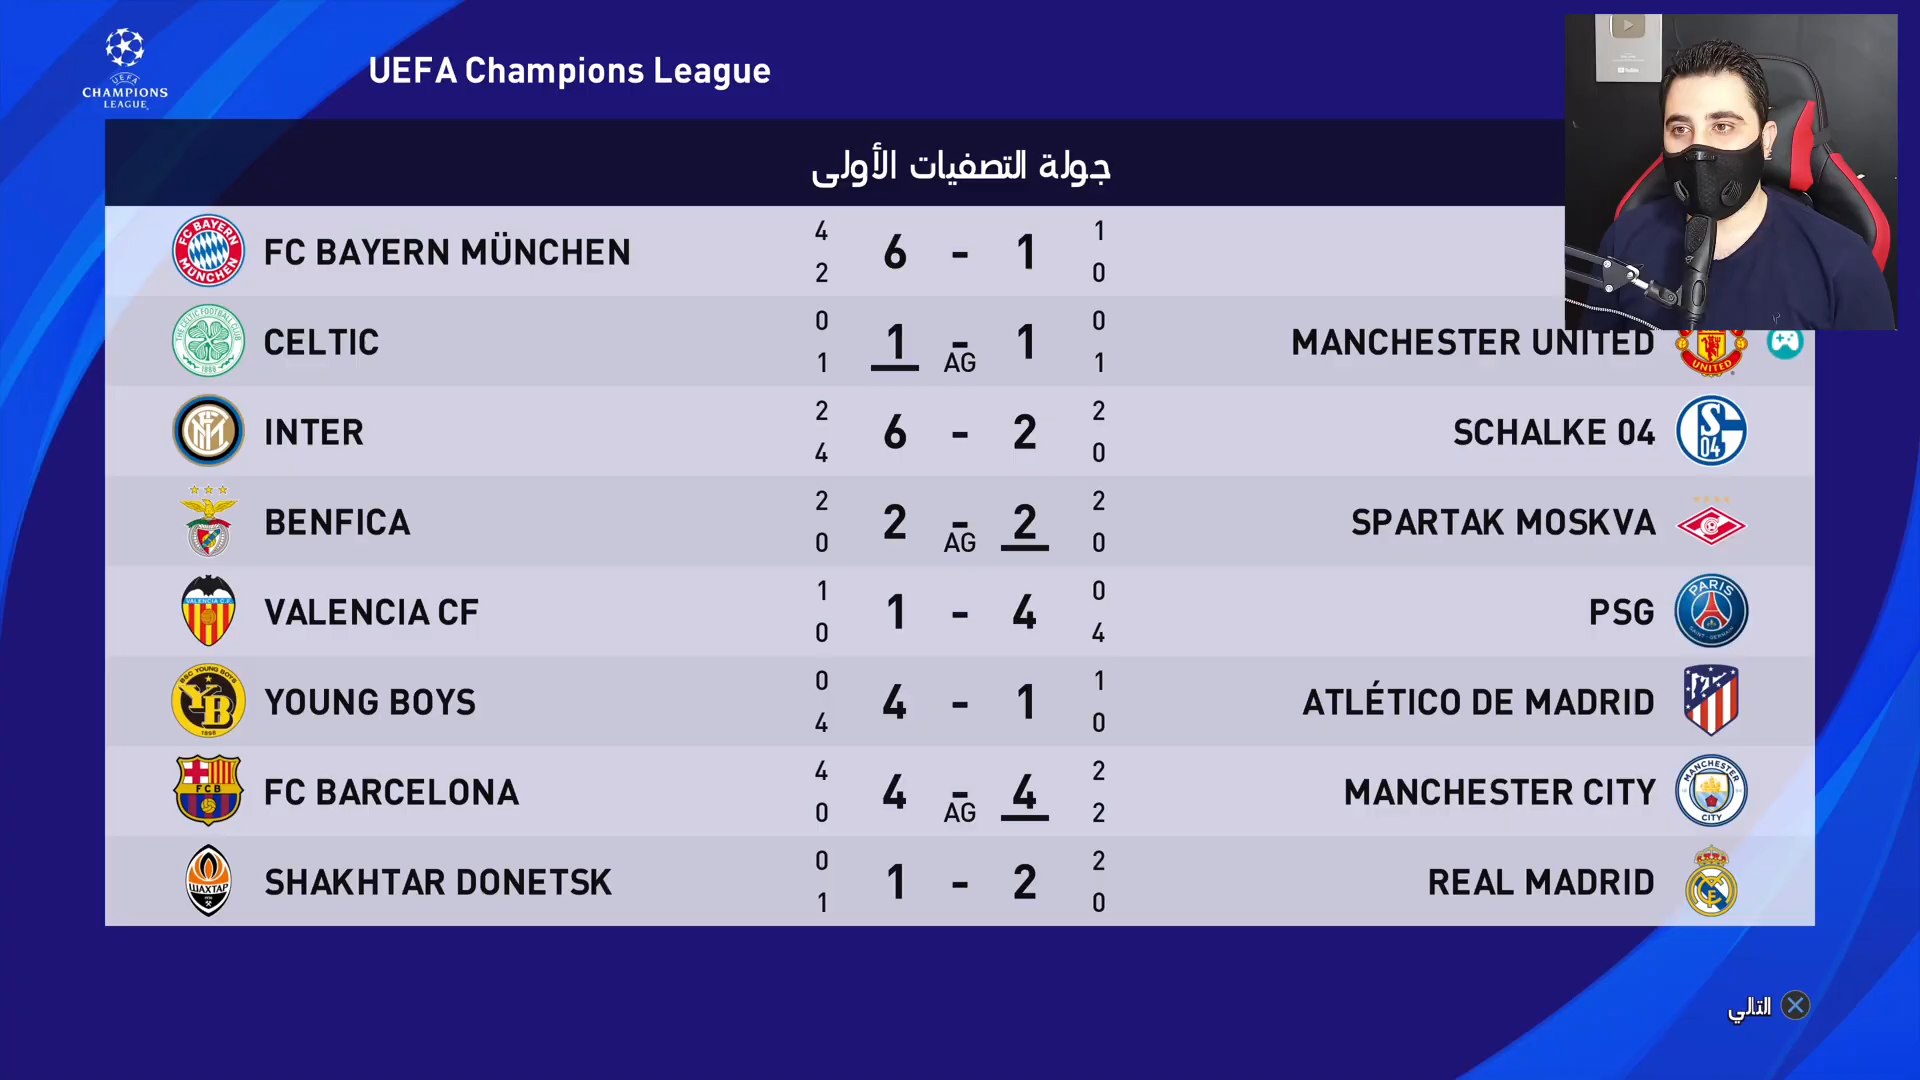 UEFA
CHAMPIONS
LEAGUE
UEFA Champions League
جولة التصفيات الأولى
FC BAYERN MÜNCHEN 4 2 6 - 1 1 0
CELTIC 0 1 1 - AG 1 0 1 MANCHESTER UNITED
INTER 2 4 6 - 2 2 0 SCHALKE 04
BENFICA 2 0 2 - AG 2 2 0 SPARTAK MOSKVA
VALENCIA CF 1 0 1 - 4 0 4 PSG
YOUNG BOYS 0 4 4 - 1 1 0 ATLÉTICO DE MADRID
FC BARCELONA 4 0 4 - AG 4 2 2 MANCHESTER CITY
SHAKHTAR DONETSK 0 1 1 - 2 2 0 REAL MADRID
التالي